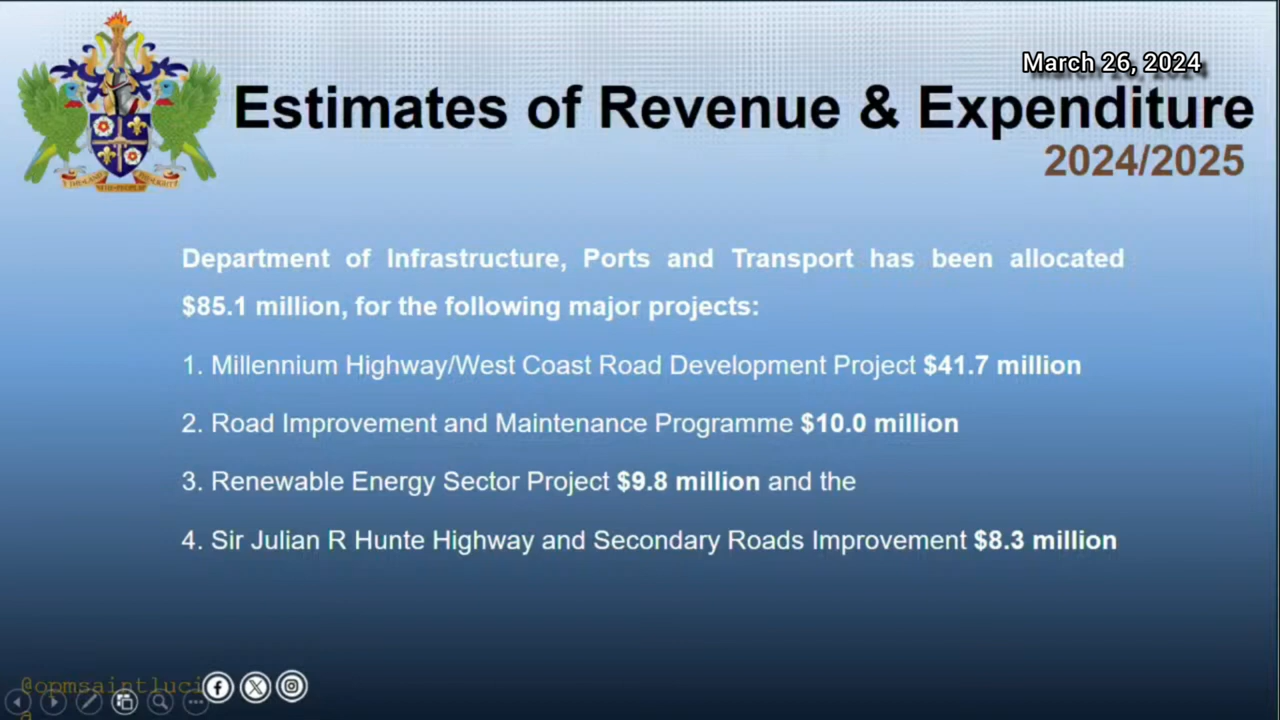 March 26, 2024
Estimates of Revenue & Expenditure
2024/2025
Department of Infrastructure, Ports and Transport has been allocated
$85.1 million, for the following major projects:
1. Millennium Highway/West Coast Road Development Project $41.7 million
2. Road Improvement and Maintenance Programme $10.0 million
3. Renewable Energy Sector Project $9.8 million and the
4. Sir Julian R Hunte Highway and Secondary Roads Improvement $8.3 million
@opmsaintluci
a